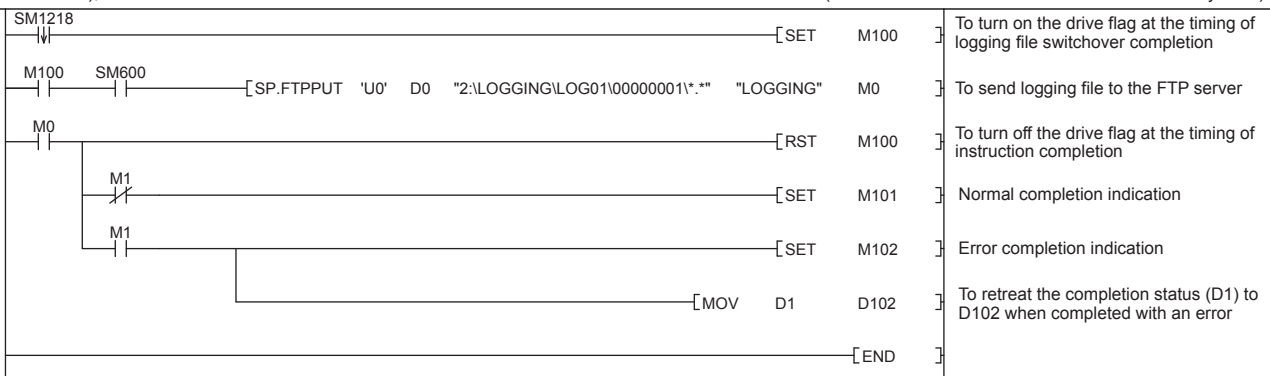 SM1218
[SET M100] To turn on the drive flag at the timing of
logging file switchover completion
M100 SM600
[SP.FTPPUT 'U0' D0 "2:\LOGGING\LOG01\00000001\*.*" "LOGGING" M0] To send logging file to the FTP server
M0
[RST M100] To turn off the drive flag at the timing of
instruction completion
M1
[SET M101] Normal completion indication
M1
[SET M102] Error completion indication
[MOV D1 D102] To retreat the completion status (D1) to
D102 when completed with an error
[END]